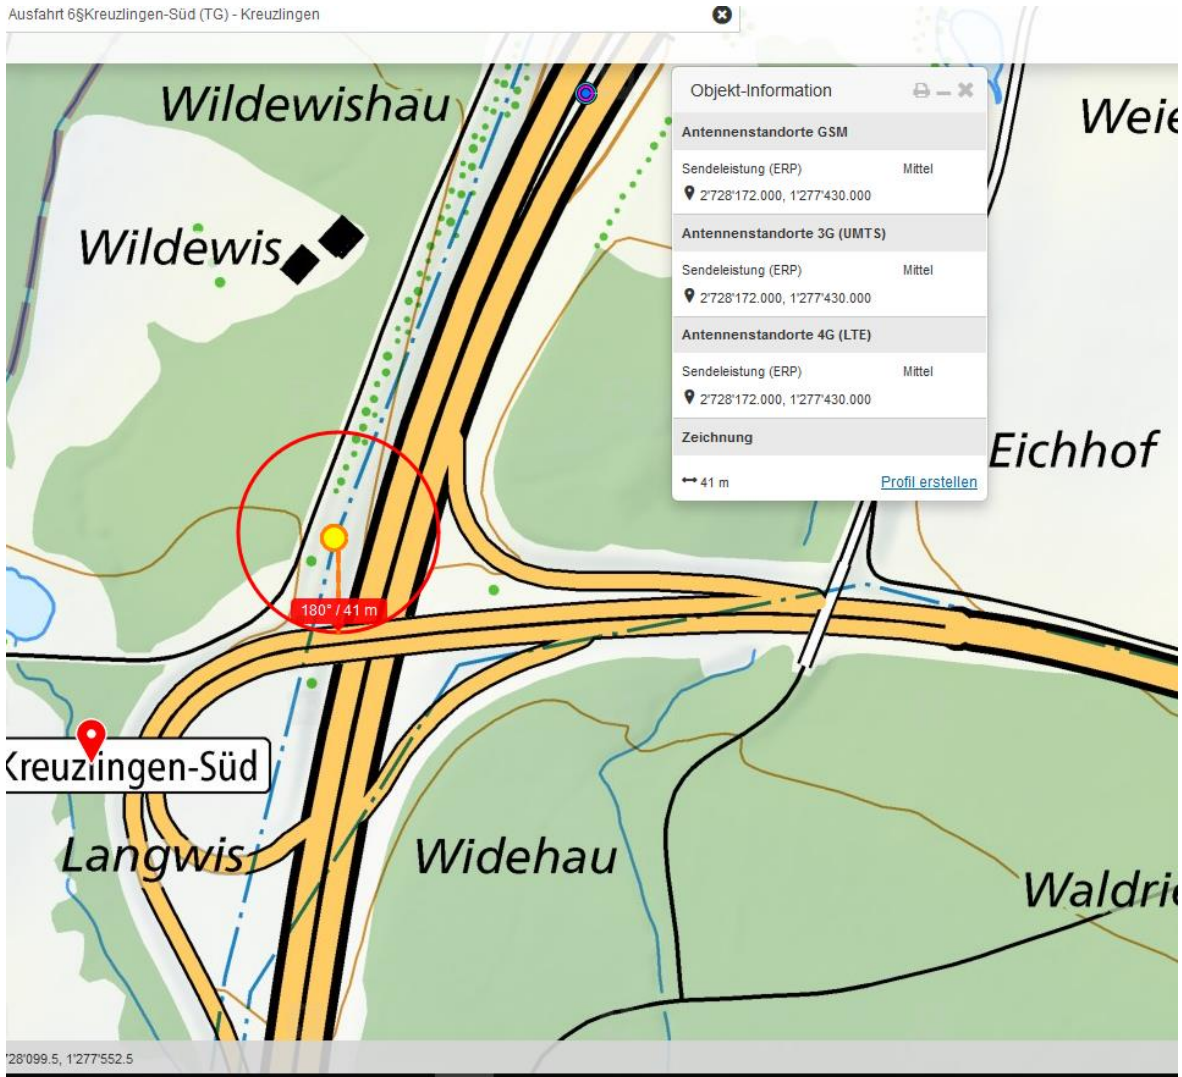 Ausfahrt 6§Kreuzlingen-Süd (TG) - Kreuzlingen
Wildewishau
Objekt-Information
Weie
Antennenstandorte GSM
Sendeleistung (ERP) Mittel
2'728'172.000, 1'277'430.000
Wildewis
Antennenstandorte 3G (UMTS)
Sendeleistung (ERP) Mittel
2'728'172.000, 1'277'430.000
Antennenstandorte 4G (LTE)
Sendeleistung (ERP) Mittel
2'728'172.000, 1'277'430.000
Zeichnung
Eichhof
41 m Profil erstellen
180° / 41 m
Kreuzlingen-Süd
Langwis
Widehau
Waldrie
'28'099.5, 1'277'552.5